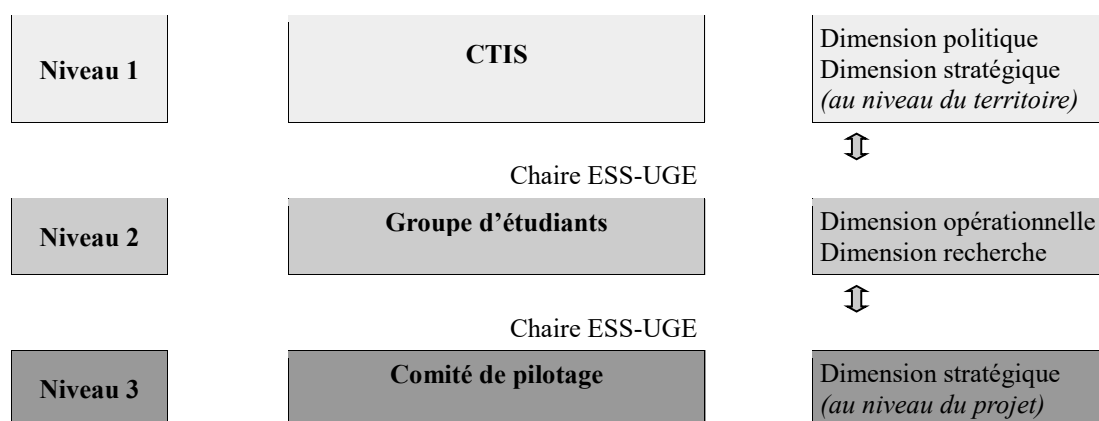 Niveau 1
CTIS
Dimension politique
Dimension stratégique
(au niveau du territoire)
Chaire ESS-UGE
Niveau 2
Groupe d’étudiants
Dimension opérationnelle
Dimension recherche
Chaire ESS-UGE
Niveau 3
Comité de pilotage
Dimension stratégique
(au niveau du projet)